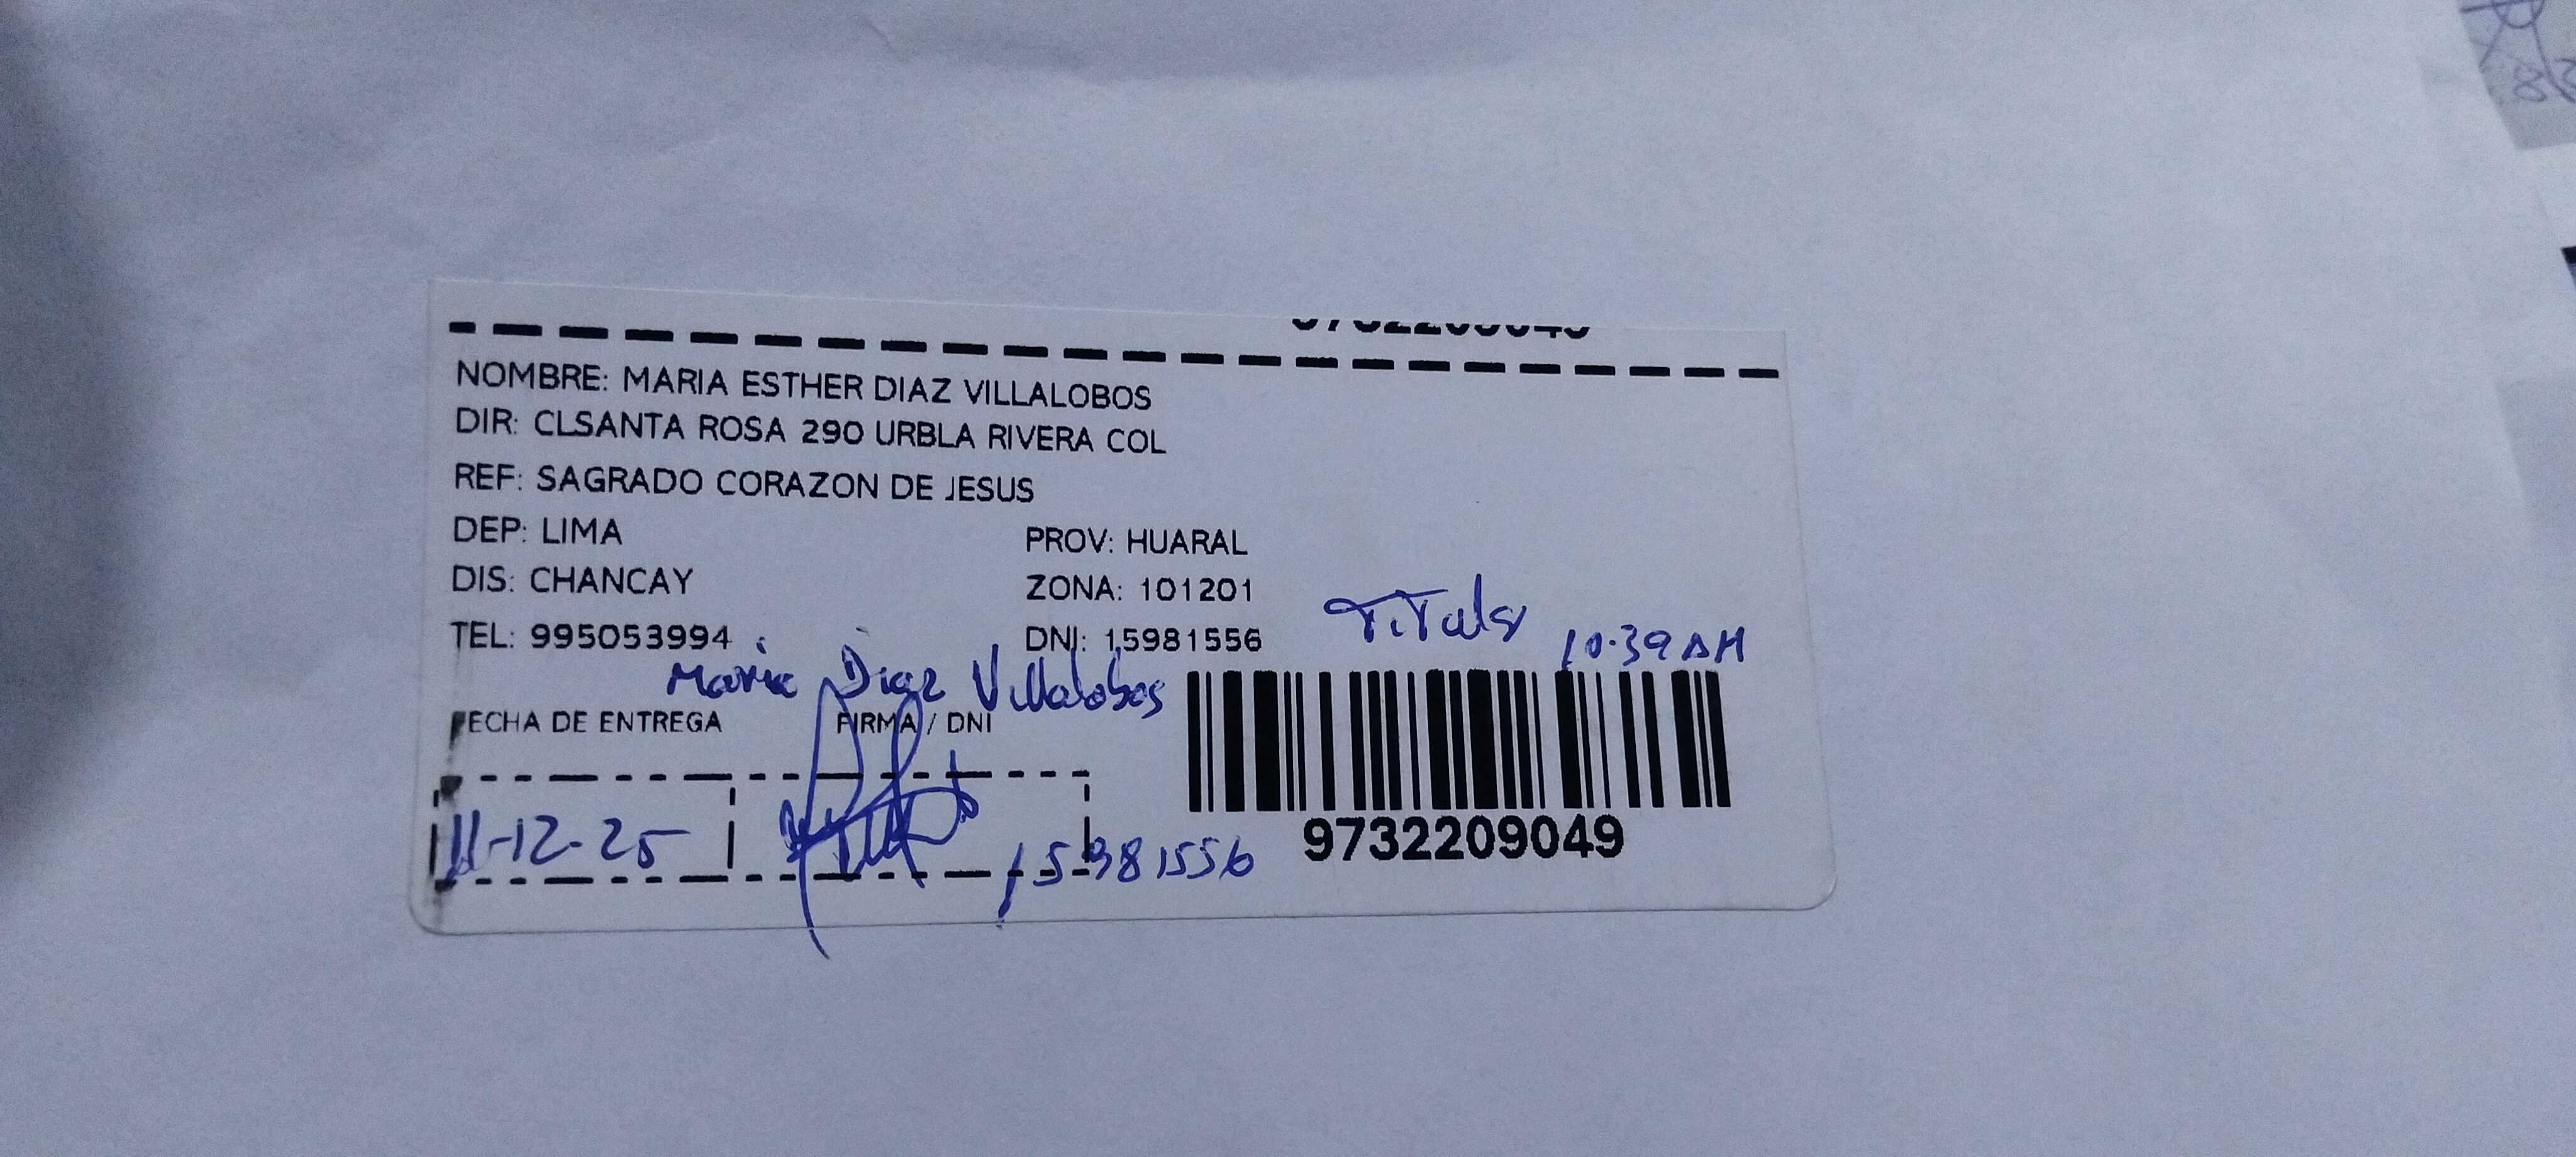 NOMBRE: MARIA ESTHER DIAZ VILLALOBOS
DIR: CLSANTA ROSA 290 URBLA RIVERA COL
REF: SAGRADO CORAZON DE JESUS
DEP: LIMA
PROV: HUARAL
DIS: CHANCAY
ZONA: 101201
TEL: 995053994
DNI: 15981556
Titular
10:39 AM
Maria Diaz Villalobos
FECHA DE ENTREGA
FIRMA / DNI
11-12-25
15981556
9732209049